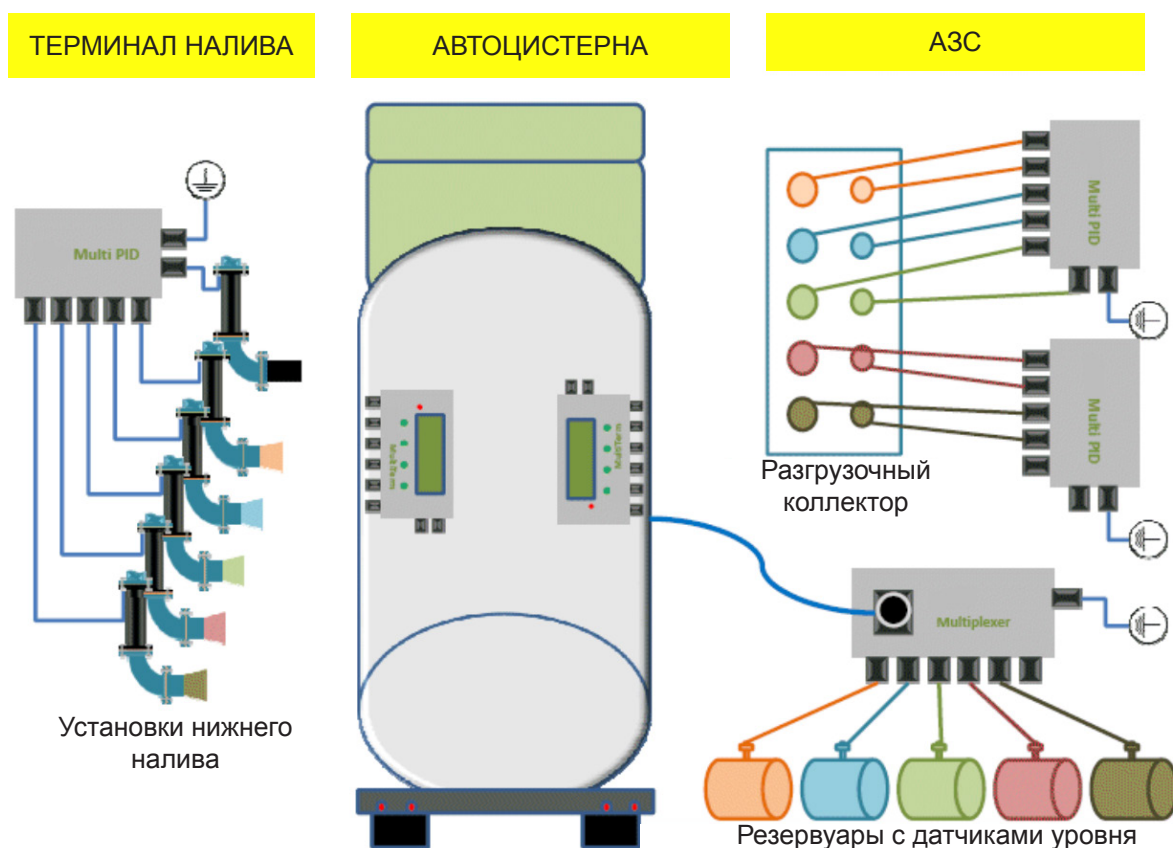 ТЕРМИНАЛ НАЛИВА
АВТОЦИСТЕРНА
АЗС
Multi PID
Multi PID
Multi PID
MultiTerm
MultiTerm
Разгрузочный
коллектор
Multiplexer
Установки нижнего
налива
Резервуары с датчиками уровня